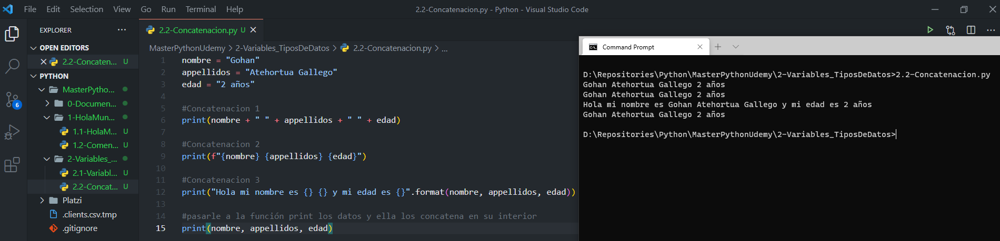 File Edit Selection View Go Run Terminal Help
2.2-Concatenacion.py - Python - Visual Studio Code
EXPLORER
OPEN EDITORS
2.2-Concaten... U
PYTHON
MasterPytho...
0-Documen...
1-HolaMun...
1.1-HolaM... U
1.2-Comen... U
2-Variables_...
2.1-Variabl... U
2.2-Concat... U
Platzi
.clients.csv.tmp
.gitignore
6
2.2-Concatenacion.py U
MasterPythonUdemy > 2-Variables_TiposDeDatos > 2.2-Concatenacion.py > ...
1 nombre = "Gohan"
2 appellidos = "Atehortua Gallego"
3 edad = "2 años"
4
5 #Concatenacion 1
6 print(nombre + " " + appellidos + " " + edad)
7
8 #Concatenacion 2
9 print(f"{nombre} {appellidos} {edad}")
10
11 #Concatenacion 3
12 print("Hola mi nombre es {} {} y mi edad es {}".format(nombre, appellidos, edad))
13
14 #pasarle a la función print los datos y ella los concatena en su interior
15 print(nombre, appellidos, edad)
Command Prompt
D:\Repositories\Python\MasterPythonUdemy\2-Variables_TiposDeDatos>2.2-Concatenacion.py
Gohan Atehortua Gallego 2 años
Gohan Atehortua Gallego 2 años
Hola mi nombre es Gohan Atehortua Gallego y mi edad es 2 años
Gohan Atehortua Gallego 2 años
D:\Repositories\Python\MasterPythonUdemy\2-Variables_TiposDeDatos>